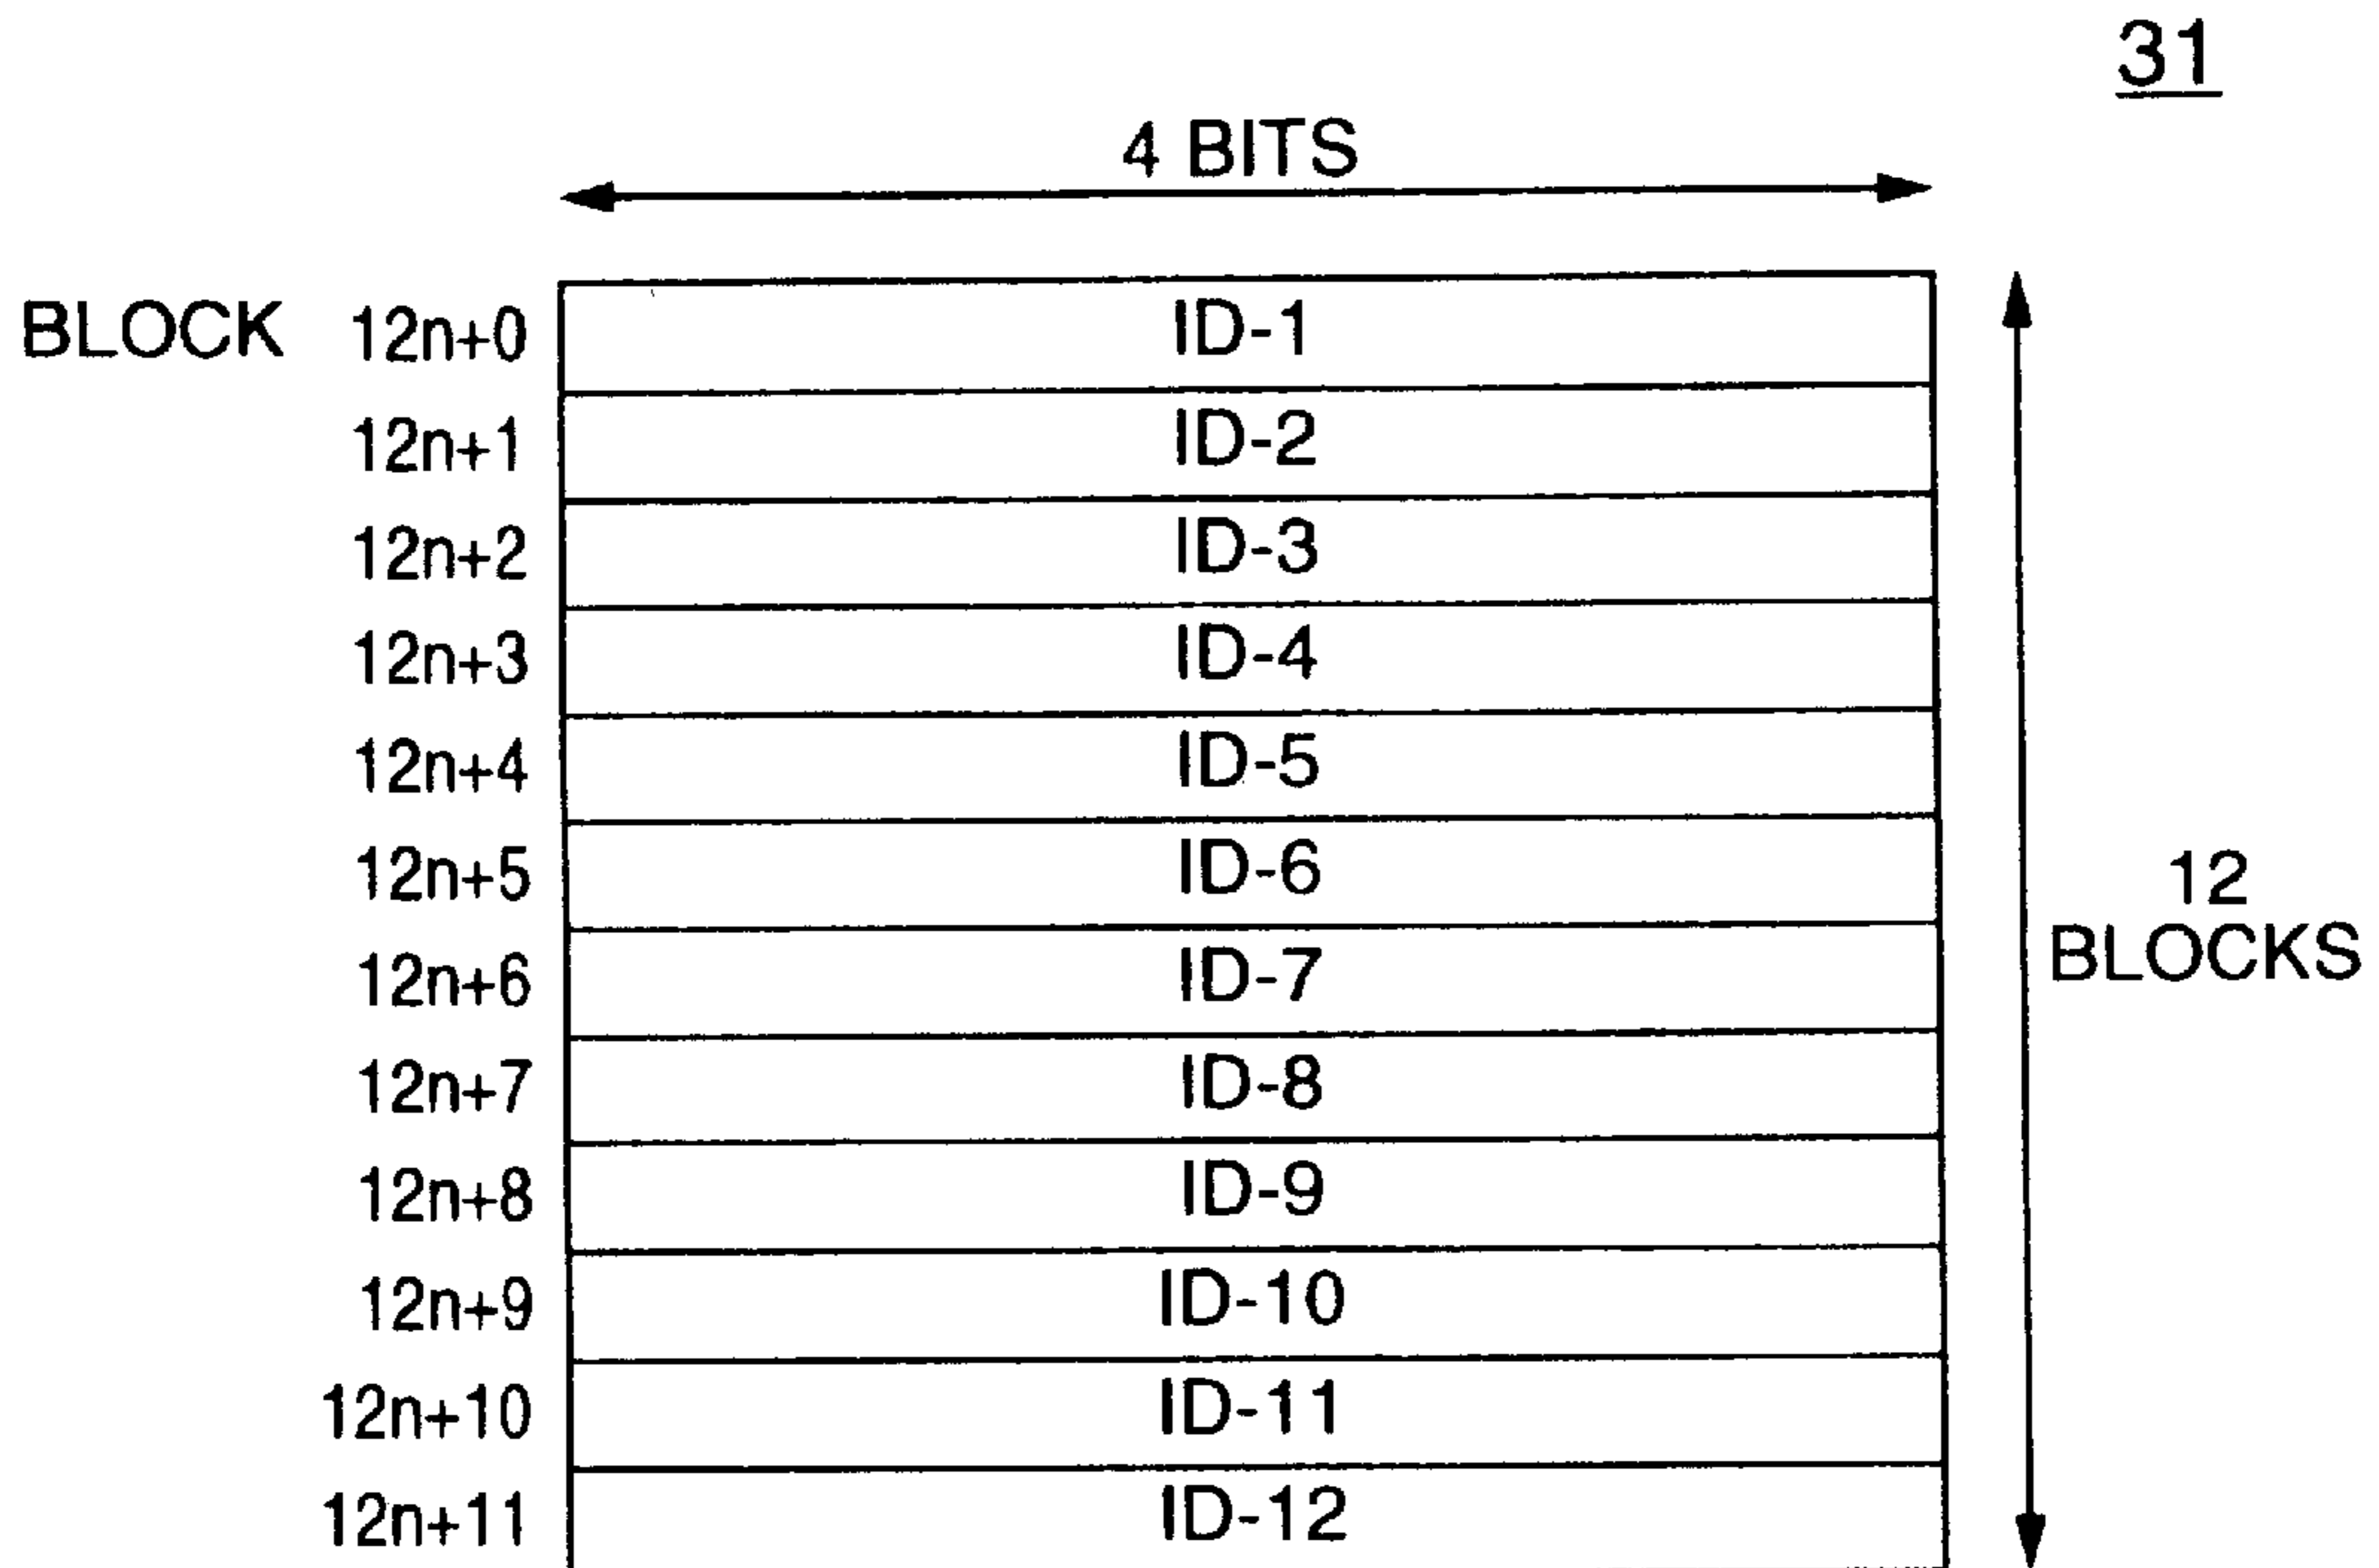 31
4 BITS
BLOCK 12n+0 ID-1
12n+1 ID-2
12n+2 ID-3
12n+3 ID-4
12n+4 ID-5
12n+5 ID-6
12n+6 ID-7
12n+7 ID-8
12n+8 ID-9
12n+9 ID-10
12n+10 ID-11
12n+11 ID-12
12
BLOCKS